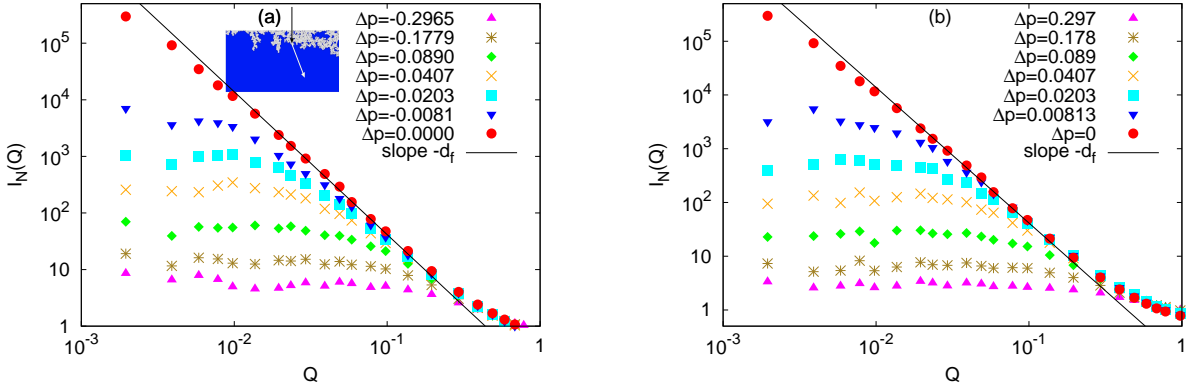 (a)
Δp=-0.2965
Δp=-0.1779
Δp=-0.0890
Δp=-0.0407
Δp=-0.0203
Δp=-0.0081
Δp=0.0000
slope -d_f
I_N(Q)
10^5
10^4
10^3
10^2
10
1
10^-3
10^-2
10^-1
1
Q
(b)
Δp=0.297
Δp=0.178
Δp=0.089
Δp=0.0407
Δp=0.0203
Δp=0.00813
Δp=0
slope -d_f
I_N(Q)
10^5
10^4
10^3
10^2
10
1
10^-3
10^-2
10^-1
1
Q